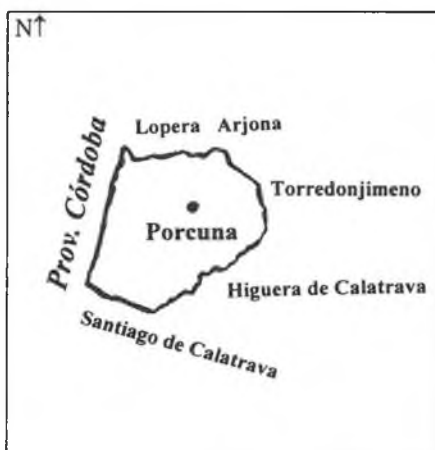 N↑
Lopera Arjona
Prov. Córdoba
Torredonjimeno
Porcuna
Higuera de Calatrava
Santiago de Calatrava